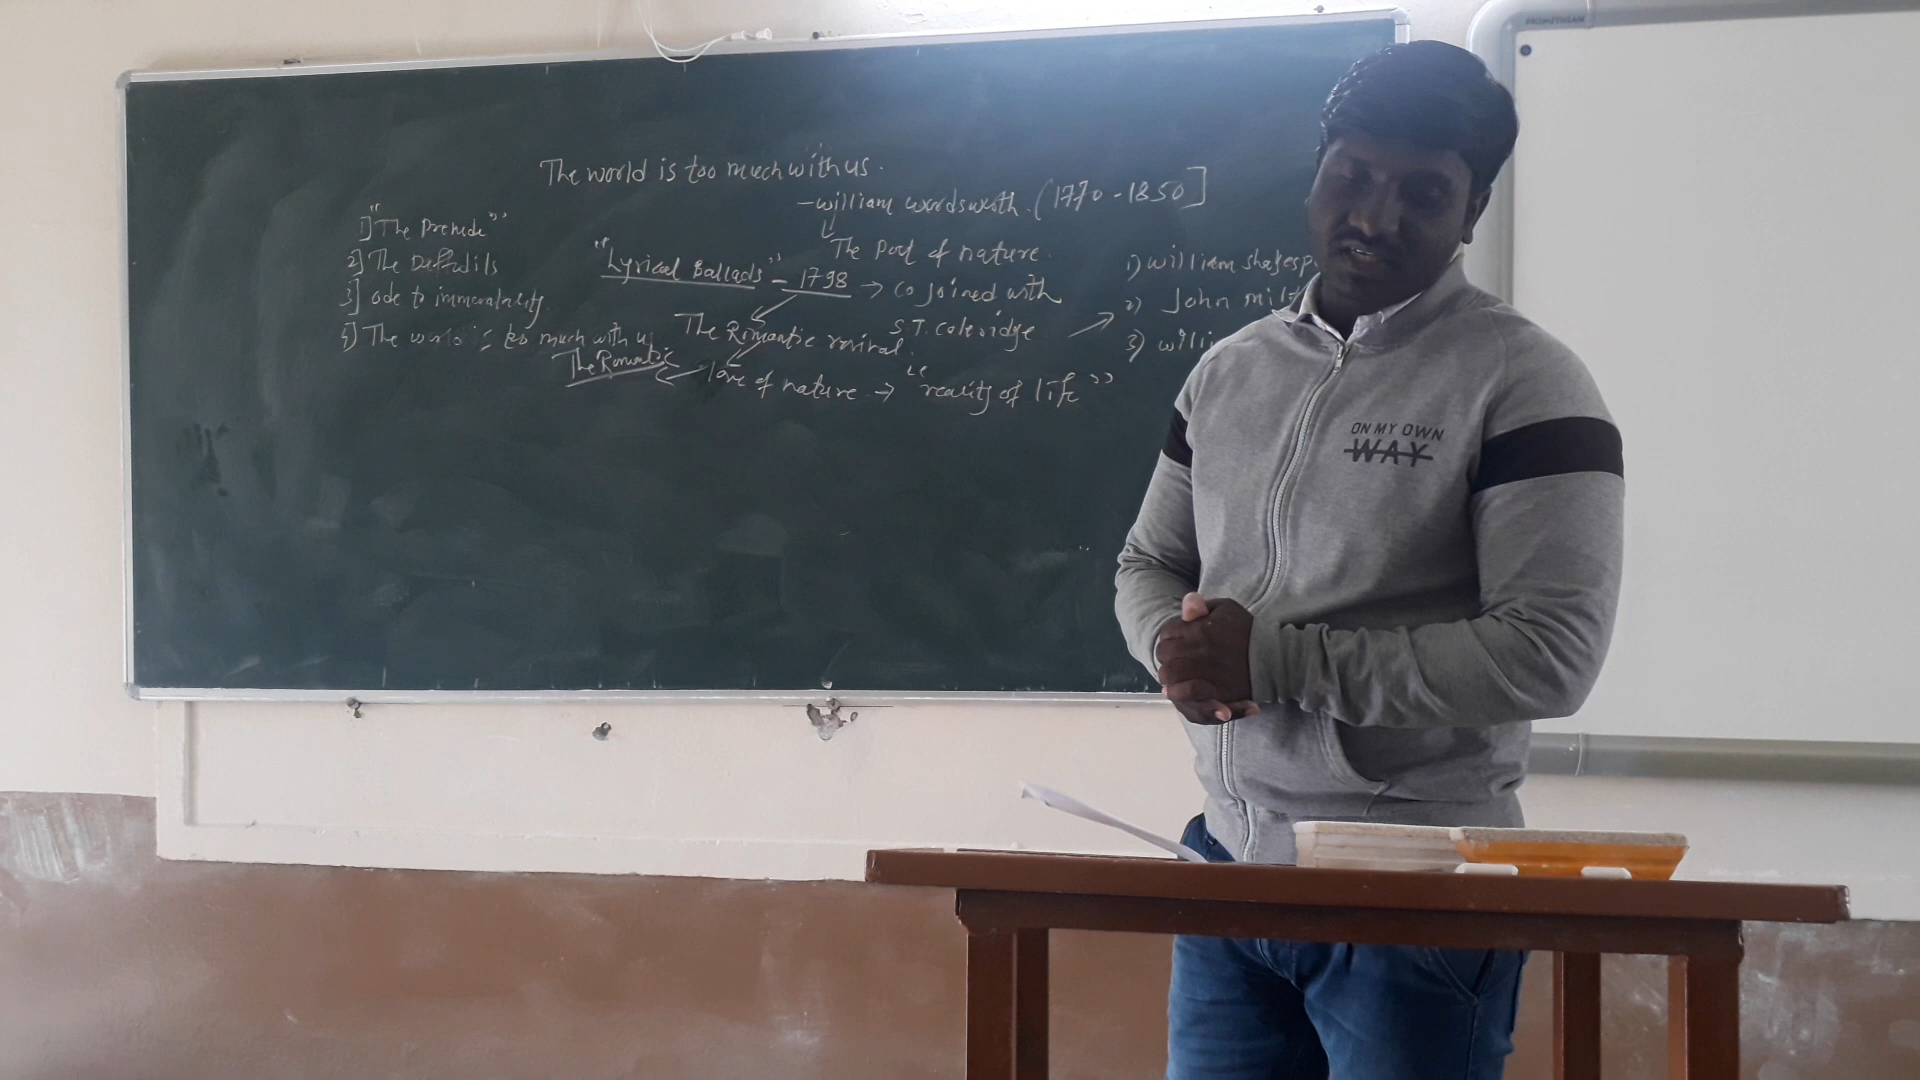 The world is too much with us.
- william wordsworth. (1770 - 1850]
The Poet of nature.
1] "The Prelude"
2] The Daffodils
3] ode to immoratality
4] The world is too much with us
"Lyrical Ballads" - 1798 → co joined with
S.T. Coleridge
The Romantic revival.
The Romantic
love of nature → "reality of life"
1) william shakesp
2) John milt
3) willi
ON MY OWN
WAY
PROMETHEAN